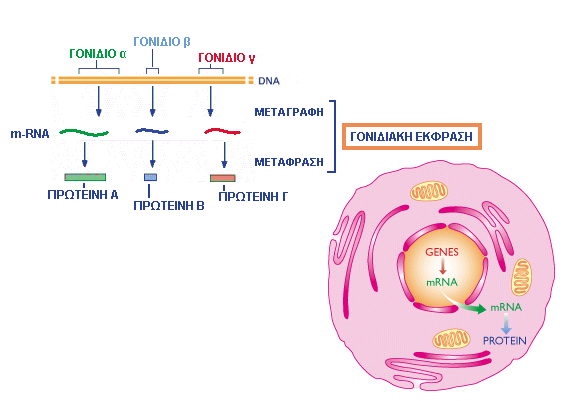 ΓΟΝΙΔΙΟ α
ΓΟΝΙΔΙΟ β
ΓΟΝΙΔΙΟ γ
DNA
ΜΕΤΑΓΡΑΦΗ
m-RNA
ΓΟΝΙΔΙΑΚΗ ΕΚΦΡΑΣΗ
ΜΕΤΑΦΡΑΣΗ
ΠΡΩΤΕΙΝΗ Α
ΠΡΩΤΕΙΝΗ Β
ΠΡΩΤΕΙΝΗ Γ
GENES
mRNA
mRNA
PROTEIN